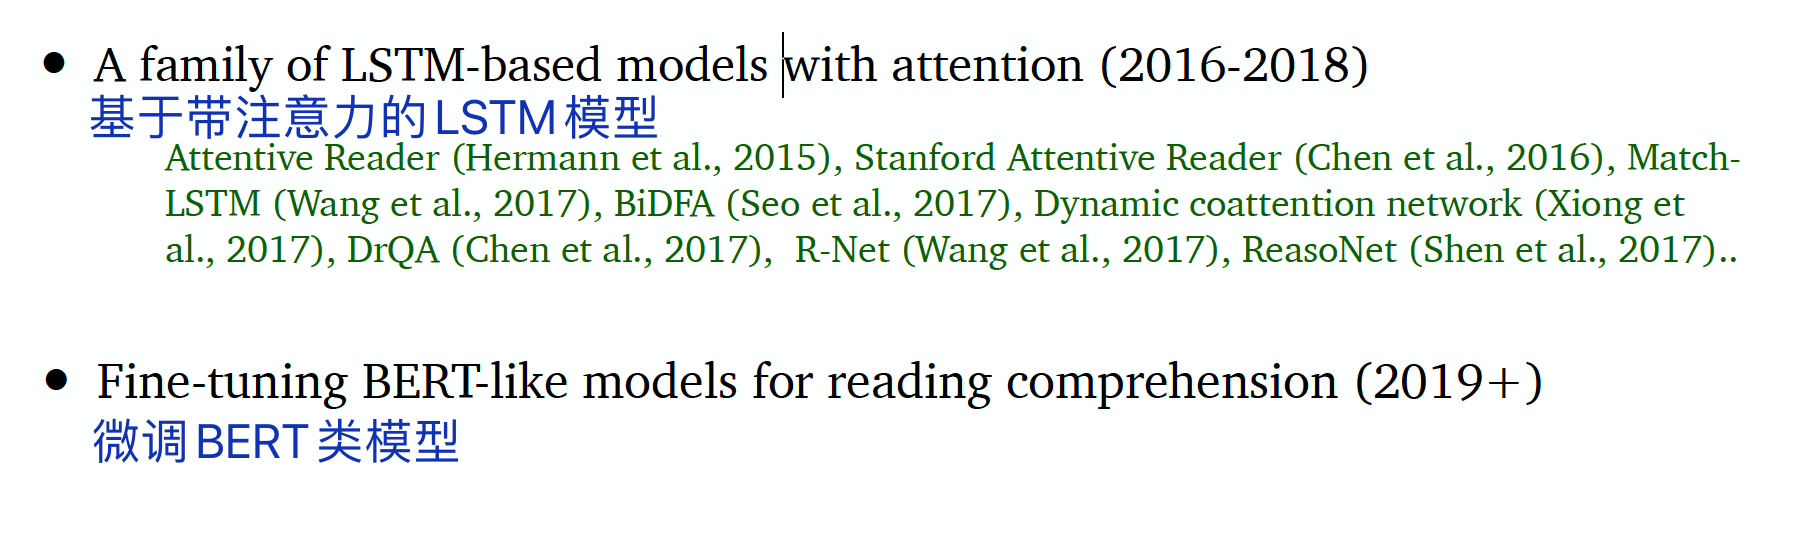 ● A family of LSTM-based models with attention (2016-2018)
基于带注意力的LSTM模型
Attentive Reader (Hermann et al., 2015), Stanford Attentive Reader (Chen et al., 2016), Match-
LSTM (Wang et al., 2017), BiDFA (Seo et al., 2017), Dynamic coattention network (Xiong et
al., 2017), DrQA (Chen et al., 2017), R-Net (Wang et al., 2017), ReasoNet (Shen et al., 2017)..
● Fine-tuning BERT-like models for reading comprehension (2019+)
微调BERT类模型